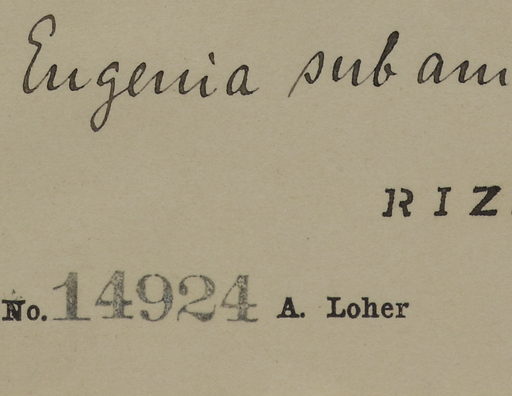 Eugenia subam
RIZ
No. 14924 A. Loher